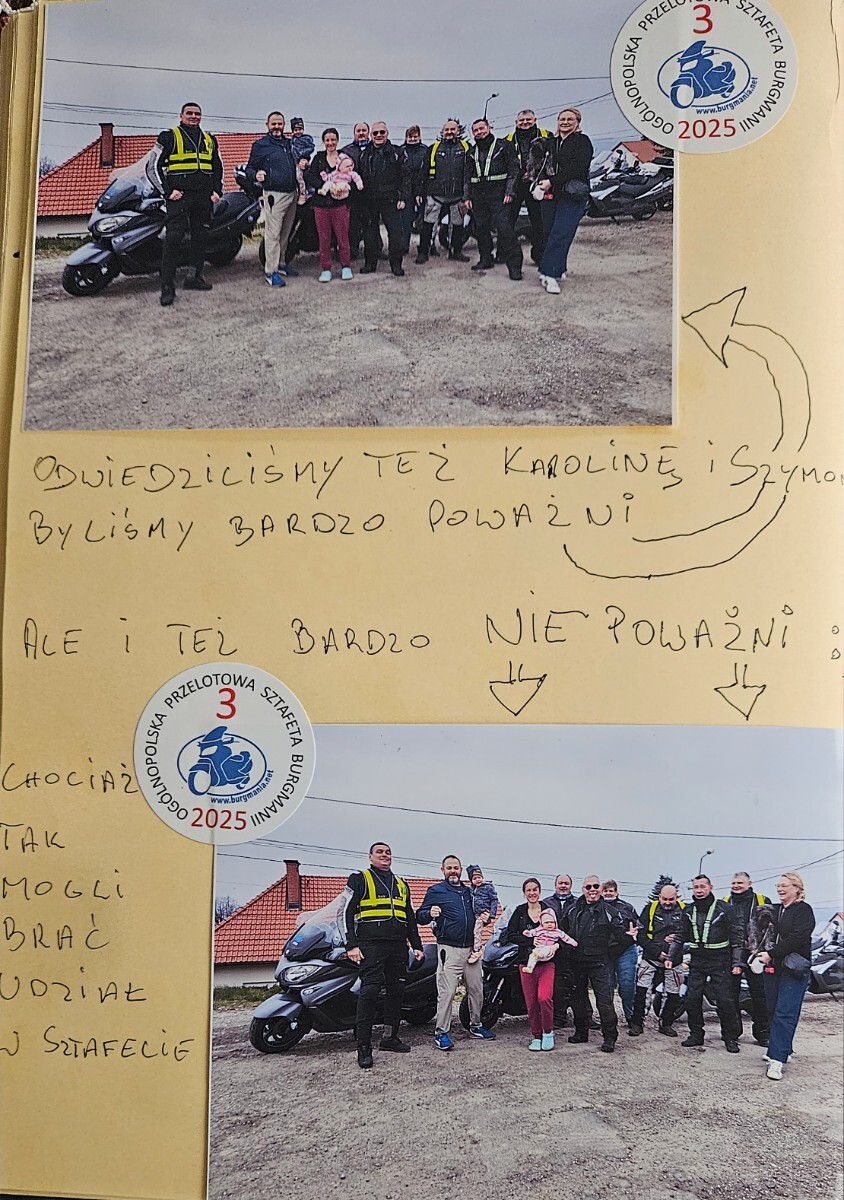 OGÓLNOPOLSKA PRZELOTOWA SZTAFETA BURGMANII
3
www.burgmania.net
2025
ODWIEDZILIŚMY TEŻ KAROLINĘ i SZYMO
BYLIŚMY BARDZO POWAŻNI
ALE i TEŻ BARDZO NIE POWAŻNI :
OGÓLNOPOLSKA PRZELOTOWA SZTAFETA BURGMANII
3
www.burgmania.net
2025
CHOCIAŻ
TAK
MOGLI
BRAĆ
UDZIAŁ
W SZTAFECIE